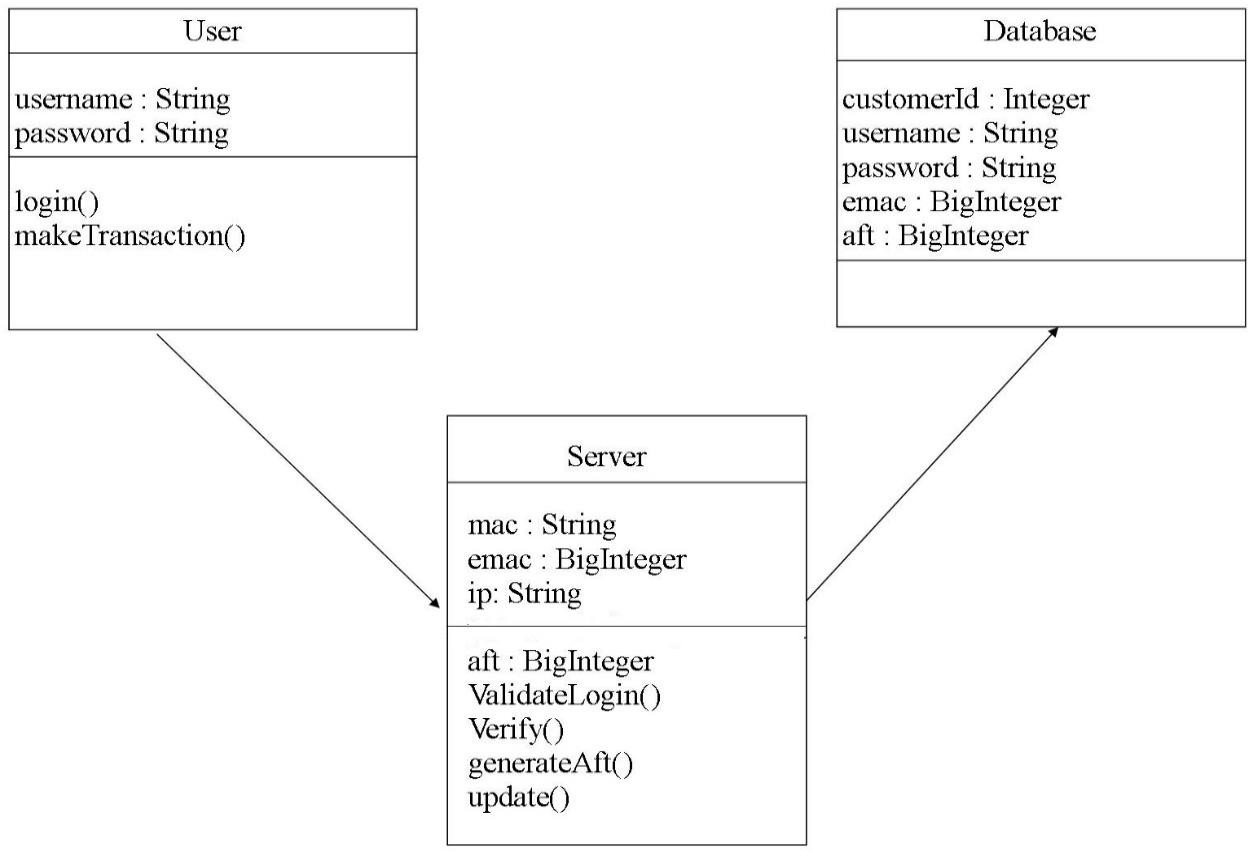 User
username : String
password : String
login()
makeTransaction()
Database
customerId : Integer
username : String
password : String
emac : BigInteger
aft : BigInteger
Server
mac : String
emac : BigInteger
ip: String
aft : BigInteger
ValidateLogin()
Verify()
generateAft()
update()